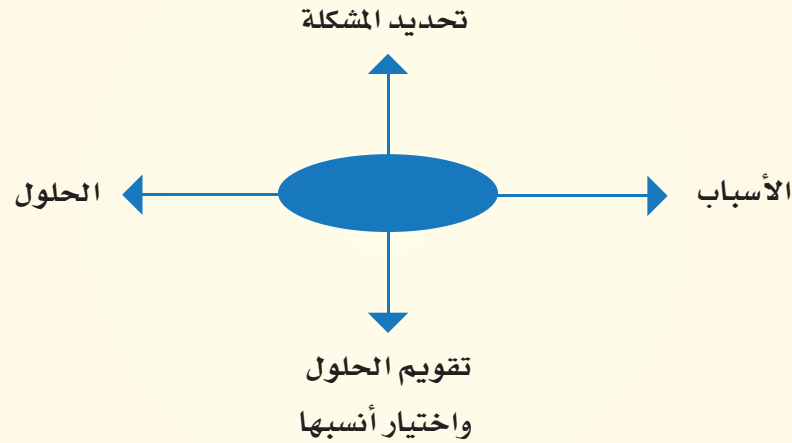 تحديد المشكلة
الأسباب
الحلول
تقويم الحلول
واختيار أنسبها